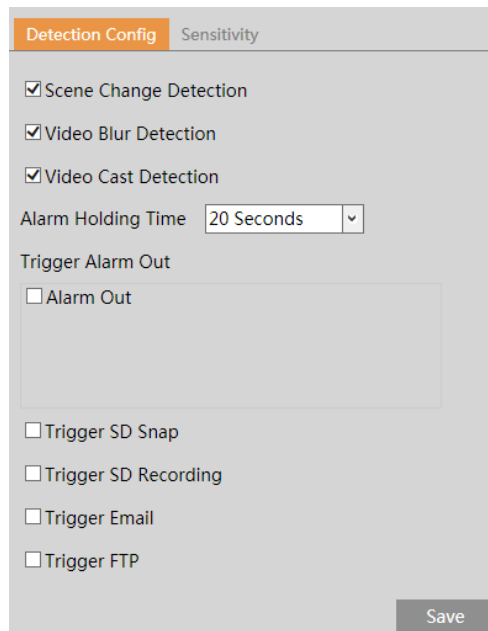 Detection Config Sensitivity
Scene Change Detection
Video Blur Detection
Video Cast Detection
Alarm Holding Time 20 Seconds
Trigger Alarm Out
Alarm Out
Trigger SD Snap
Trigger SD Recording
Trigger Email
Trigger FTP
Save